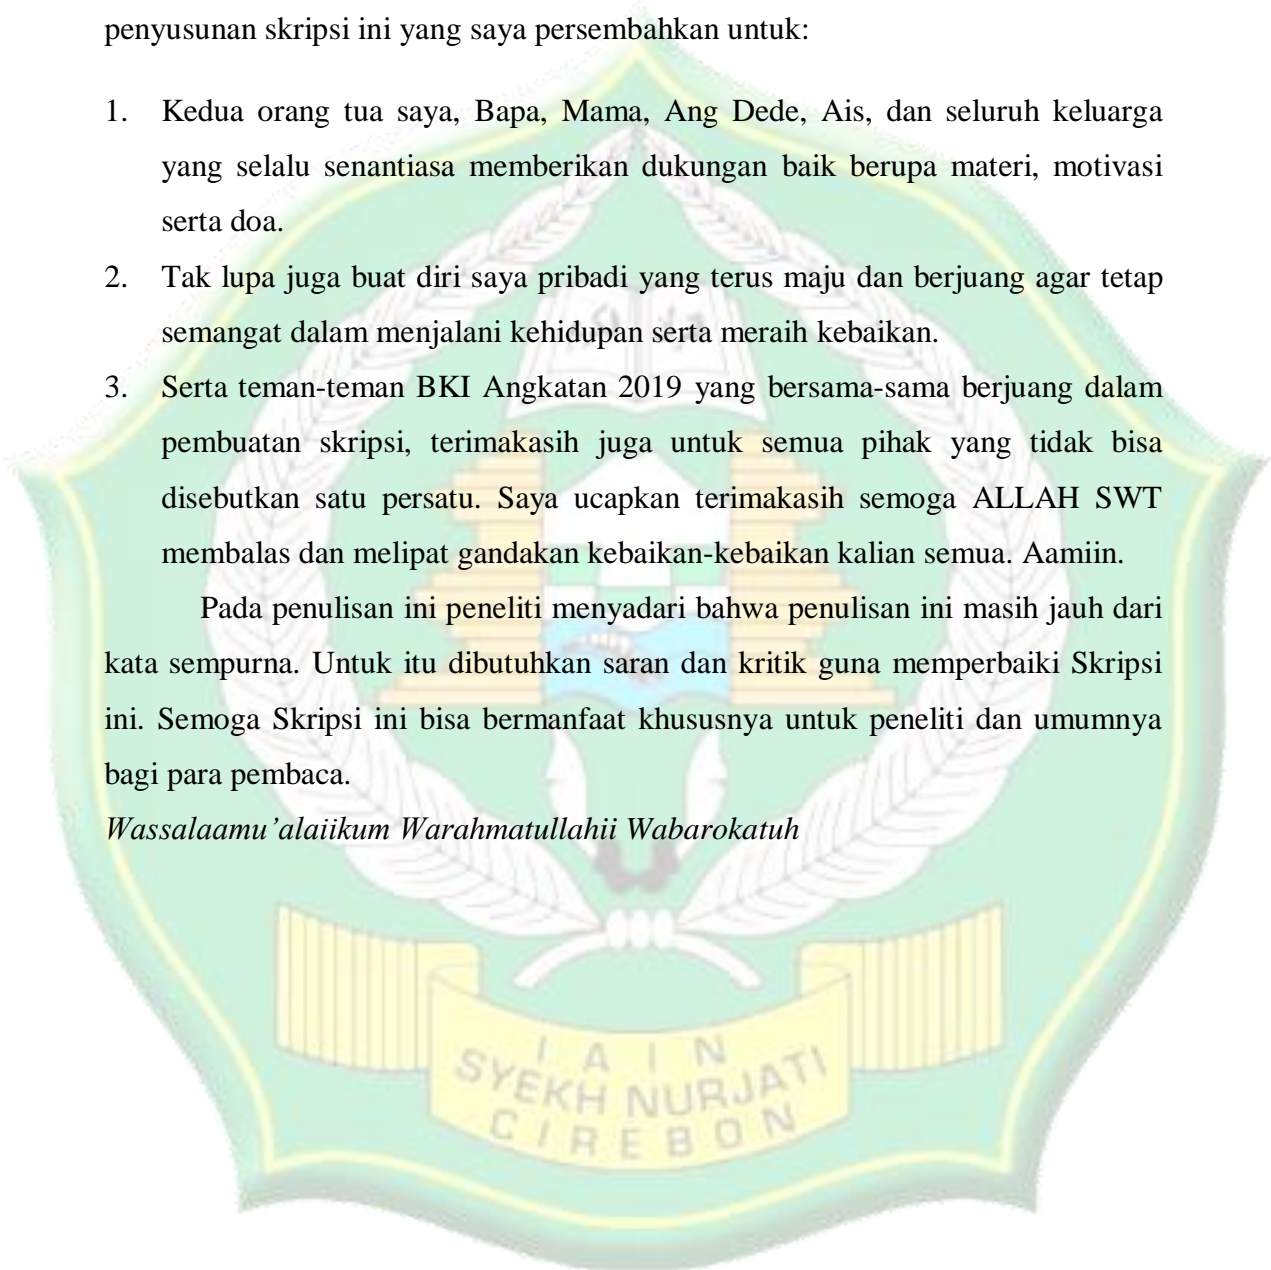 penyusunan skripsi ini yang saya persembahkan untuk:
1. Kedua orang tua saya, Bapa, Mama, Ang Dede, Ais, dan seluruh keluarga
yang selalu senantiasa memberikan dukungan baik berupa materi, motivasi
serta doa.
2. Tak lupa juga buat diri saya pribadi yang terus maju dan berjuang agar tetap
semangat dalam menjalani kehidupan serta meraih kebaikan.
3. Serta teman-teman BKI Angkatan 2019 yang bersama-sama berjuang dalam
pembuatan skripsi, terimakasih juga untuk semua pihak yang tidak bisa
disebutkan satu persatu. Saya ucapkan terimakasih semoga ALLAH SWT
membalas dan melipat gandakan kebaikan-kebaikan kalian semua. Aamiin.
Pada penulisan ini peneliti menyadari bahwa penulisan ini masih jauh dari
kata sempurna. Untuk itu dibutuhkan saran dan kritik guna memperbaiki Skripsi
ini. Semoga Skripsi ini bisa bermanfaat khususnya untuk peneliti dan umumnya
bagi para pembaca.
Wassalaamu’alaiikum Warahmatullahii Wabarokatuh
IAIN
SYEKH NURJATI
CIREBON